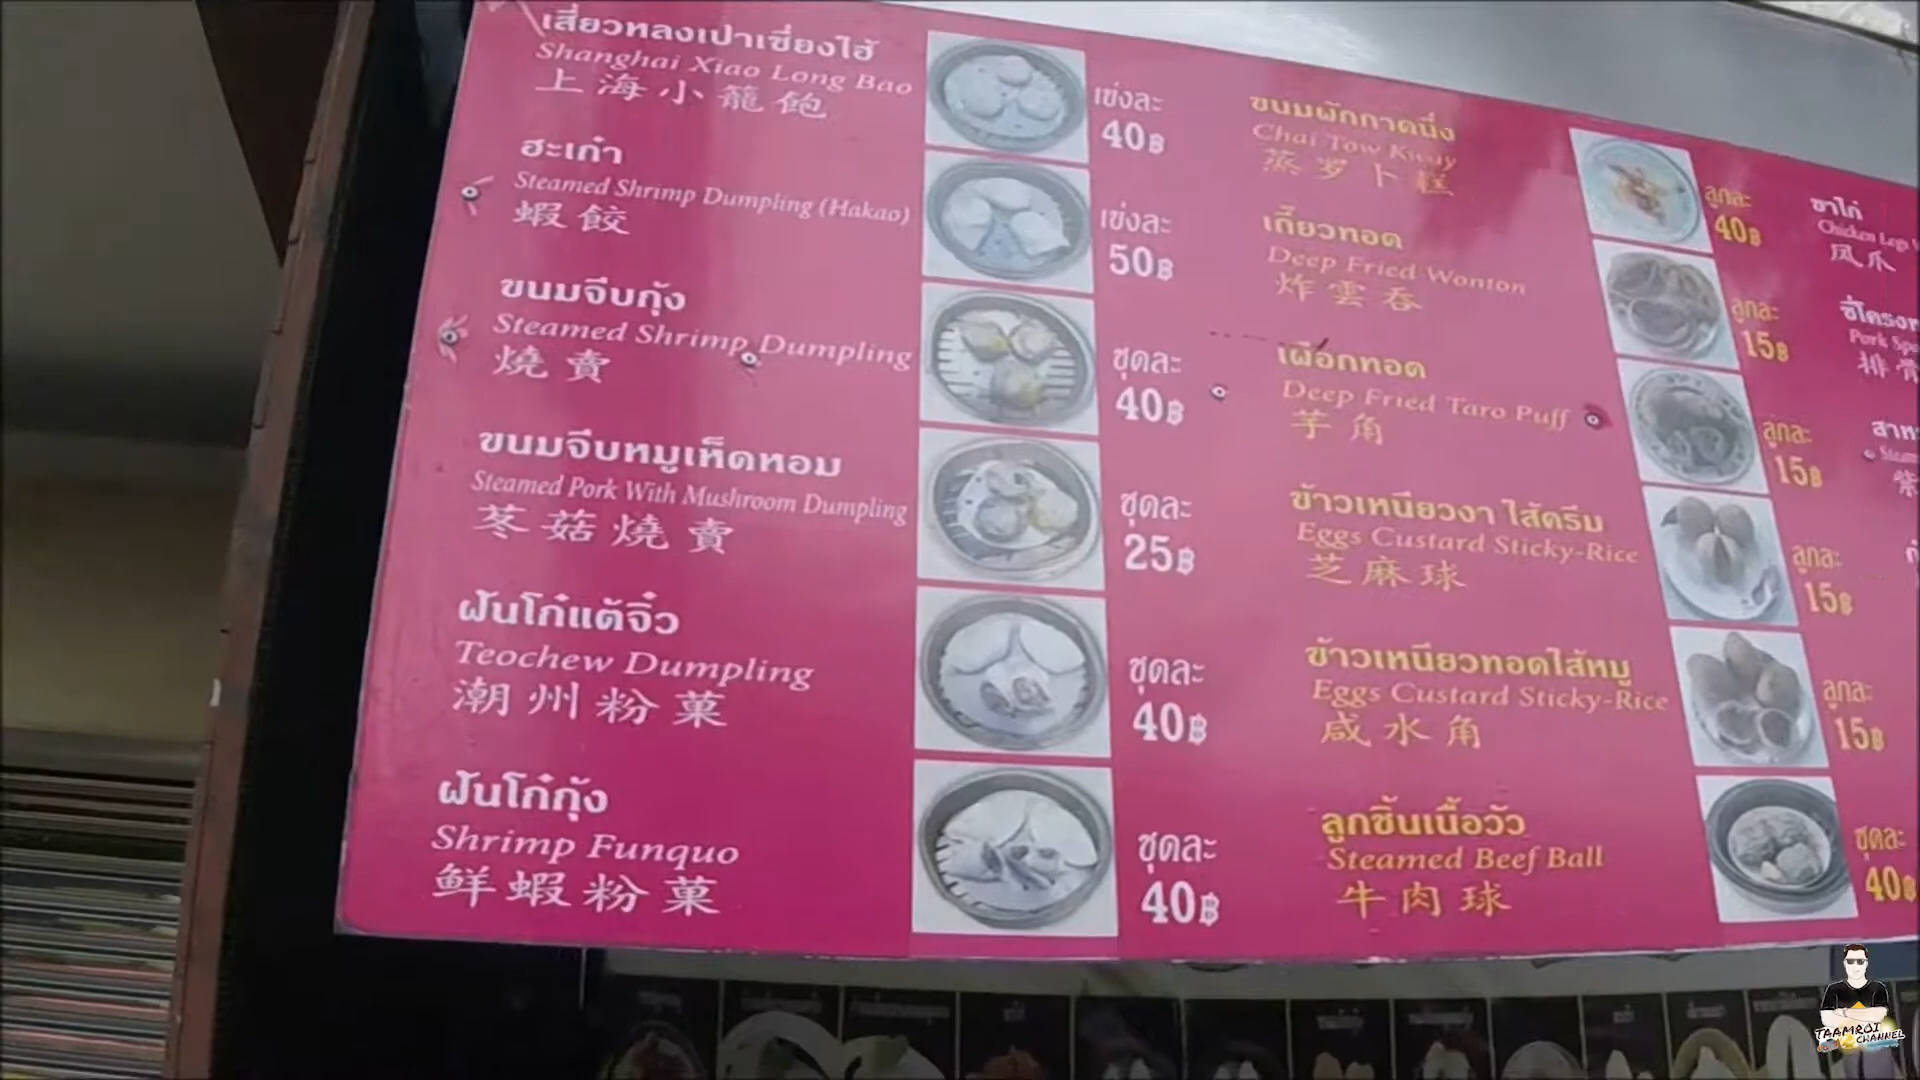 เสี่ยวหลงเปาเซี่ยงไฮ้
Shanghai Xiao Long Bao
上海小籠飽
เข่งละ
40฿
ฮะเก๋า
Steamed Shrimp Dumpling (Hakao)
蝦餃
เข่งละ
50฿
ขนมจีบกุ้ง
Steamed Shrimp Dumpling
燒賣
ชุดละ
40฿
ขนมจีบหมูเห็ดหอม
Steamed Pork With Mushroom Dumpling
苳菇燒賣
ชุดละ
25฿
ฝันโก๋แต้จิ๋ว
Teochew Dumpling
潮州粉菓
ชุดละ
40฿
ฝันโก๋กุ้ง
Shrimp Funquo
鲜蝦粉菓
ชุดละ
40฿
ขนมผักกาดนึ่ง
Chai Tow Kway
蒸罗卜糕
ลูกละ
40฿
เกี๊ยวทอด
Deep Fried Wonton
炸雲吞
ลูกละ
15฿
เผือกทอด
Deep Fried Taro Puff
芋角
ลูกละ
15฿
ข้าวเหนียวงา ไส้ครีม
Eggs Custard Sticky-Rice
芝麻球
ลูกละ
15฿
ข้าวเหนียวทอดไส้หมู
Eggs Custard Sticky-Rice
咸水角
ลูกละ
15฿
ลูกชิ้นเนื้อวัว
Steamed Beef Ball
牛肉球
ชุดละ
40฿
ขาไก่
Chicken Legs
凤爪
ซี่โครง
Pork
排骨
TAAMROI
CHANNEL